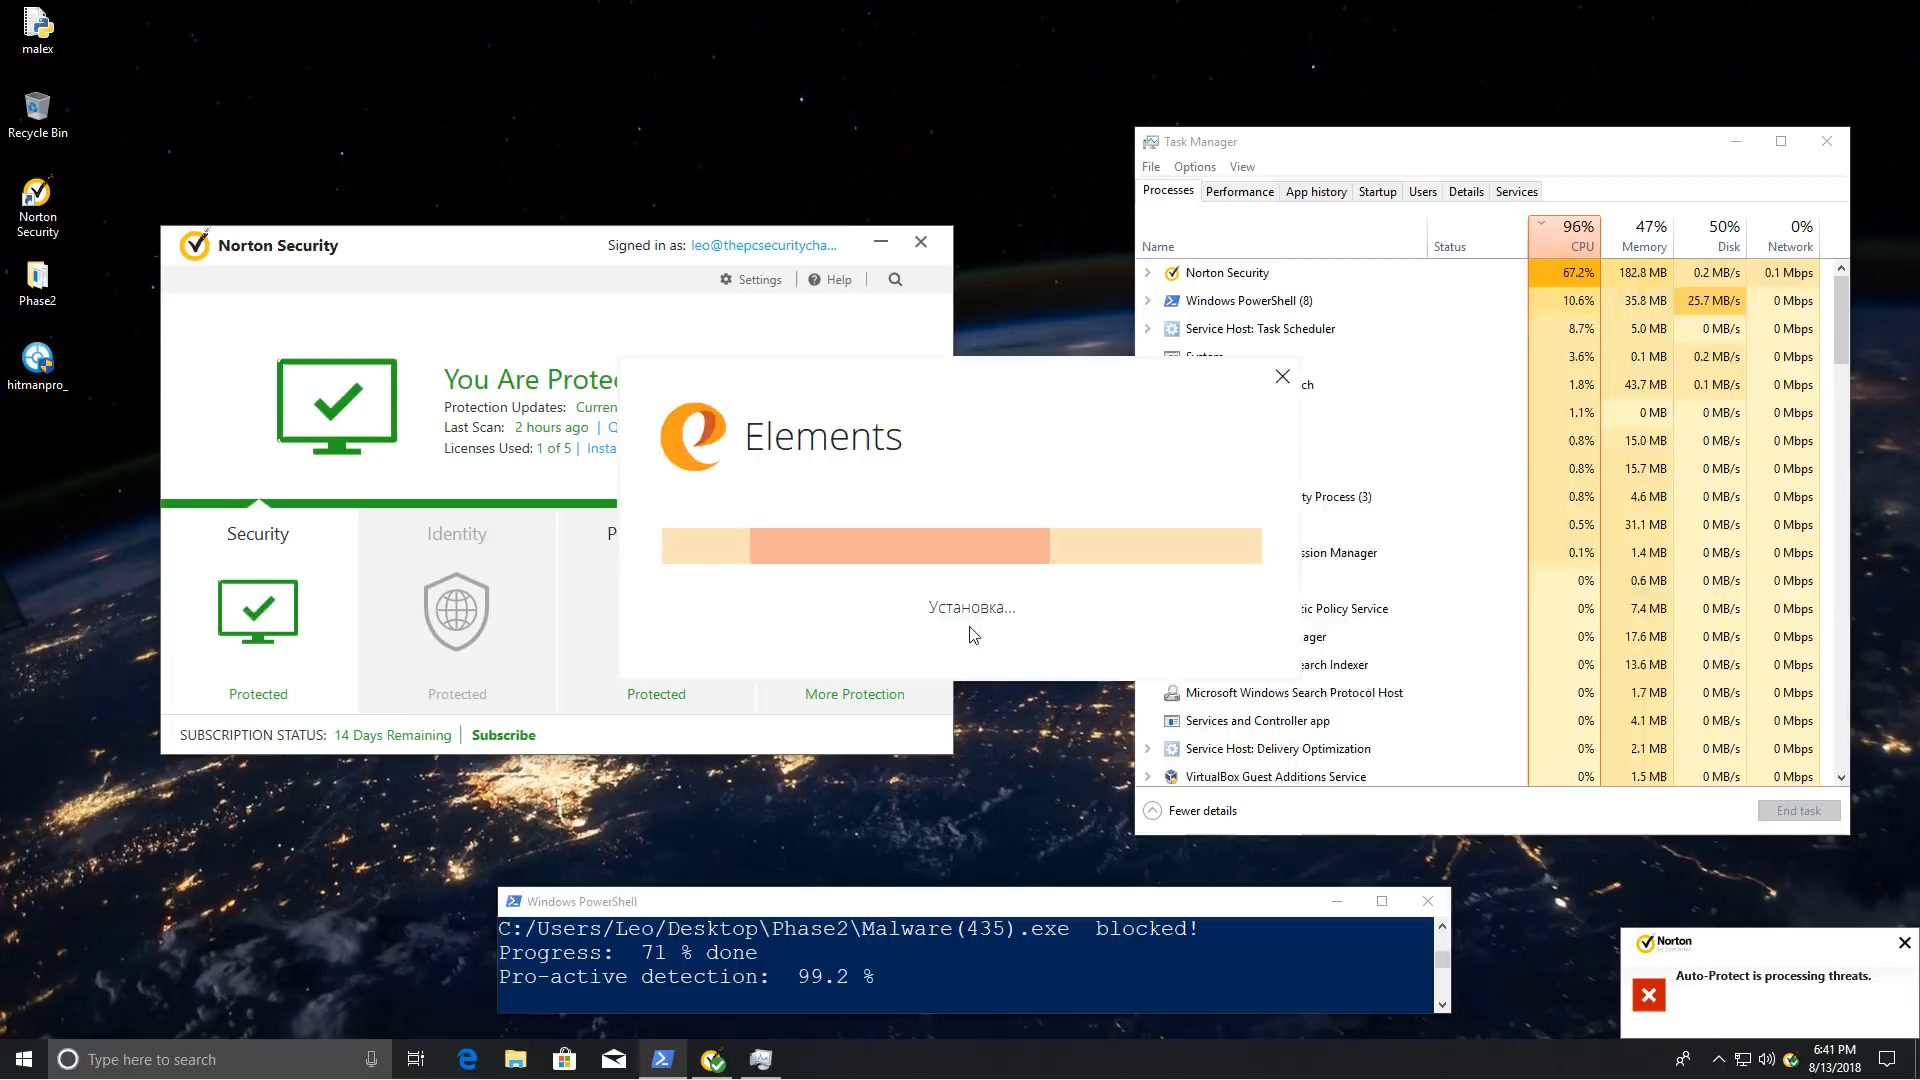 malex
Recycle Bin
Norton
Security
Phase2
hitmanpro_
Norton Security
Signed in as: leo@thepcsecuritycha...
Settings
Help
You Are Prote
Protection Updates: Curren
Last Scan: 2 hours ago | Q
Licenses Used: 1 of 5 | Insta
Security
Identity
P
Protected
Protected
Protected
More Protection
SUBSCRIPTION STATUS: 14 Days Remaining
Subscribe
Elements
Установка...
Task Manager
File Options View
Processes Performance App history Startup Users Details Services
96% 47% 50% 0%
Name Status CPU Memory Disk Network
Norton Security 67.2% 182.8 MB 0.2 MB/s 0.1 Mbps
Windows PowerShell (8) 10.6% 35.8 MB 25.7 MB/s 0 Mbps
Service Host: Task Scheduler 8.7% 5.0 MB 0 MB/s 0 Mbps
System 3.6% 0.1 MB 0.2 MB/s 0 Mbps
ch 1.8% 43.7 MB 0.1 MB/s 0 Mbps
1.1% 0 MB 0 MB/s 0 Mbps
0.8% 15.0 MB 0 MB/s 0 Mbps
0.8% 15.7 MB 0 MB/s 0 Mbps
ty Process (3) 0.8% 4.6 MB 0 MB/s 0 Mbps
0.5% 31.1 MB 0 MB/s 0 Mbps
ssion Manager 0.1% 1.4 MB 0 MB/s 0 Mbps
0% 0.6 MB 0 MB/s 0 Mbps
tic Policy Service 0% 7.4 MB 0 MB/s 0 Mbps
ager 0% 17.6 MB 0 MB/s 0 Mbps
arch Indexer 0% 13.6 MB 0 MB/s 0 Mbps
Microsoft Windows Search Protocol Host 0% 1.7 MB 0 MB/s 0 Mbps
Services and Controller app 0% 4.1 MB 0 MB/s 0 Mbps
Service Host: Delivery Optimization 0% 2.1 MB 0 MB/s 0 Mbps
VirtualBox Guest Additions Service 0% 1.5 MB 0 MB/s 0 Mbps
Fewer details
End task
Windows PowerShell
C:/Users/Leo/Desktop\Phase2\Malware(435).exe blocked!
Progress: 71 % done
Pro-active detection: 99.2 %
Norton
Auto-Protect is processing threats.
Type here to search
6:41 PM
8/13/2018